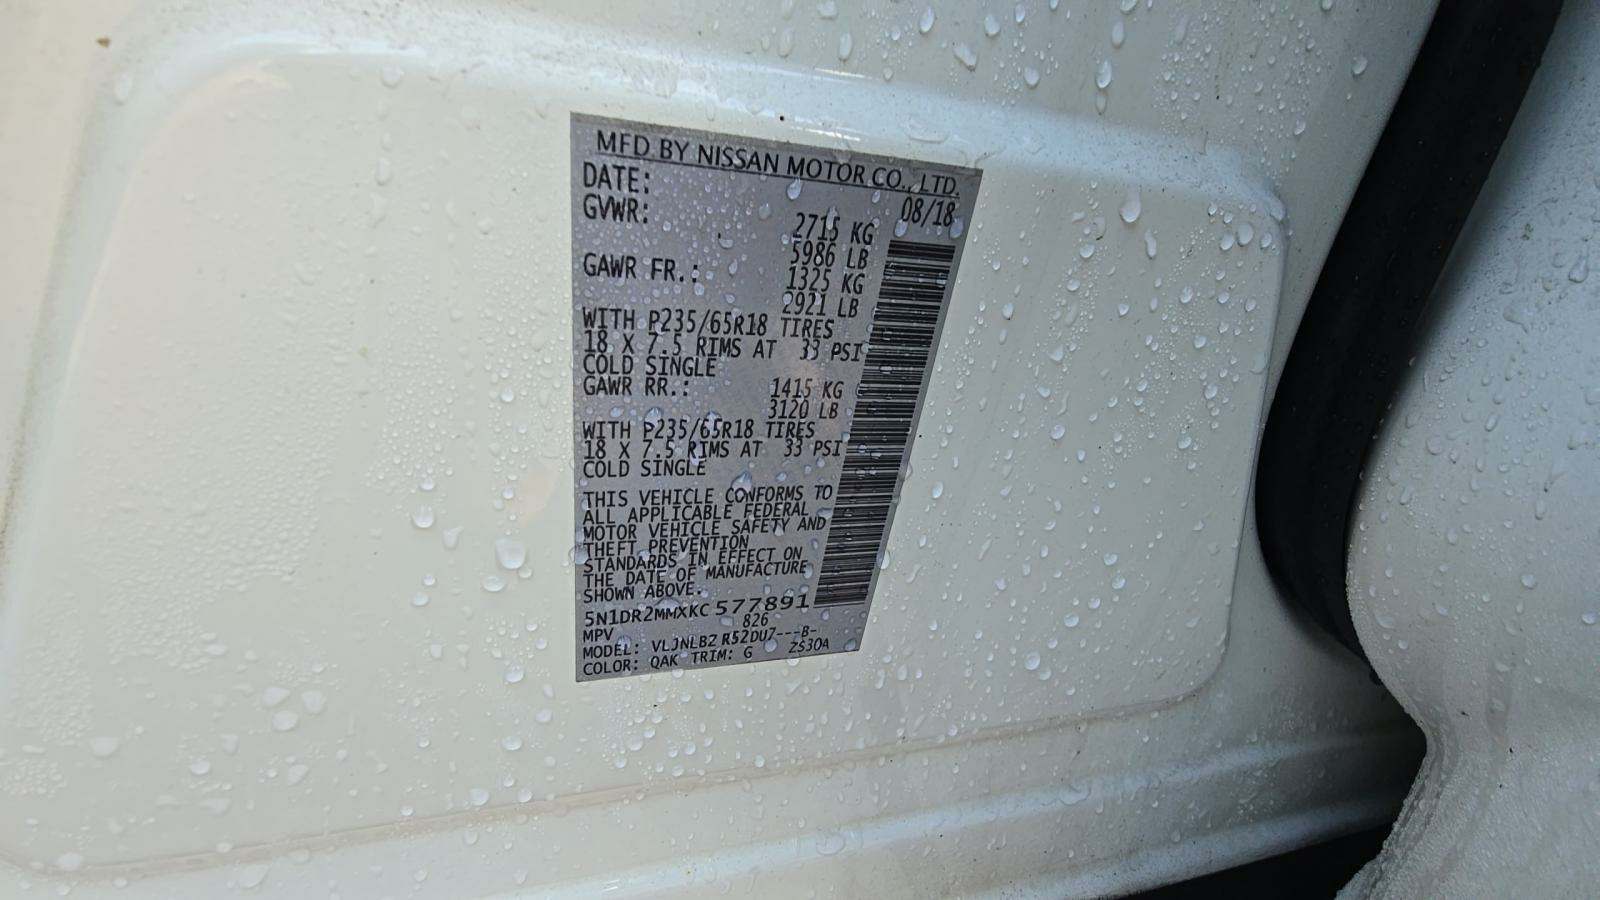 MFD BY NISSAN MOTOR CO., LTD.
DATE: 08/18
GVWR: 2715 KG
5986 LB
GAWR FR.: 1325 KG
2921 LB
WITH P235/65R18 TIRES
18 X 7.5 RIMS AT 33 PSI
COLD SINGLE
GAWR RR.: 1415 KG
3120 LB
WITH P235/65R18 TIRES
18 X 7.5 RIMS AT 33 PSI
COLD SINGLE
THIS VEHICLE CONFORMS TO
ALL APPLICABLE FEDERAL
MOTOR VEHICLE SAFETY AND
THEFT PREVENTION
STANDARDS IN EFFECT ON
THE DATE OF MANUFACTURE
SHOWN ABOVE.
5N1DR2MMXKC577891
MPV 826
MODEL: VLJNLBZ R52DU7---B-
COLOR: QAK TRIM: G ZS30A